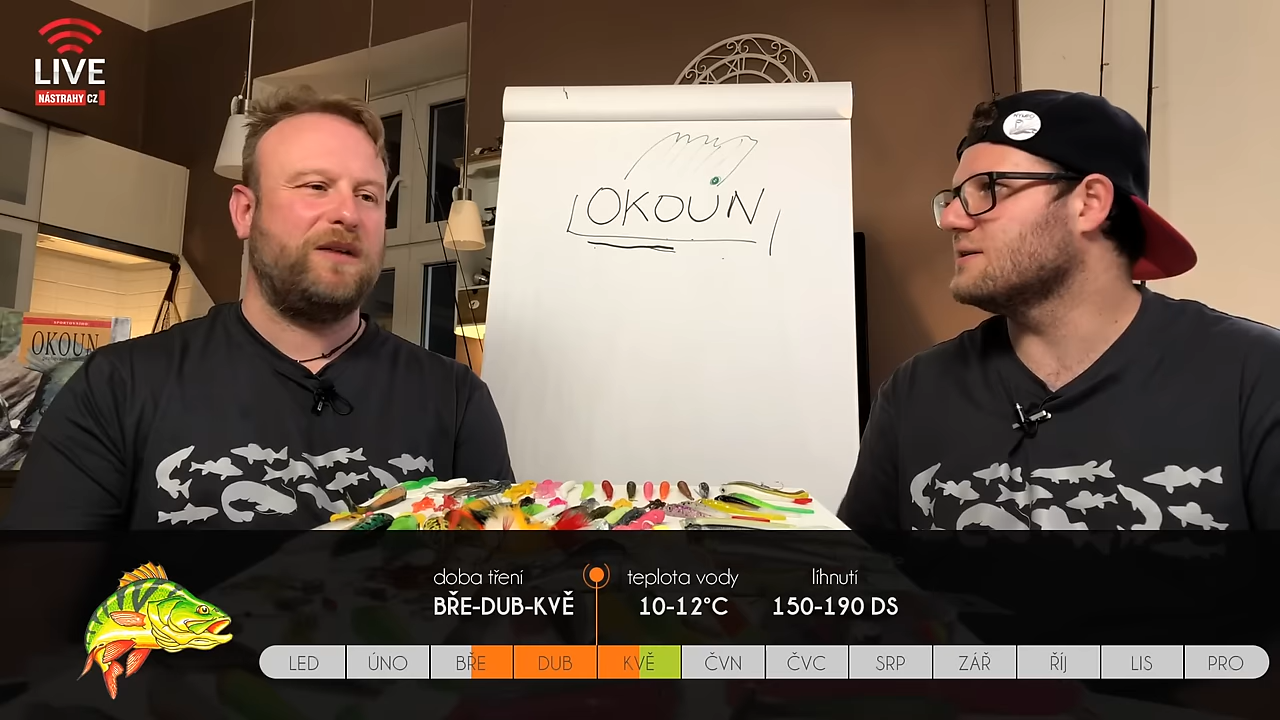 LIVE
NÁSTRAHY CZ
OKOUN
SPORTOVNÍHO
OKOUN
doba tření
BŘE-DUB-KVĚ
teplota vody
10-12°C
líhnutí
150-190 DS
LED ÚNO BŘE DUB KVĚ ČVN ČVC SRP ZÁŘ ŘÍJ LIS PRO